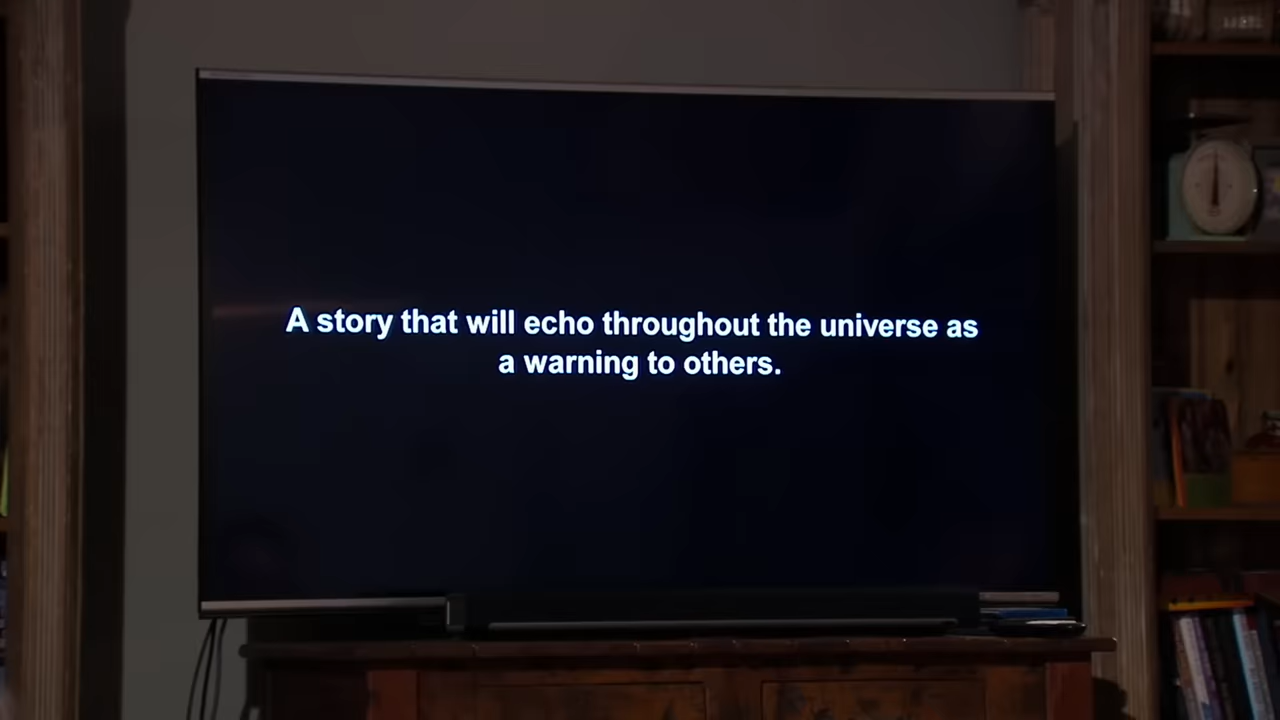 A story that will echo throughout the universe as
a warning to others.